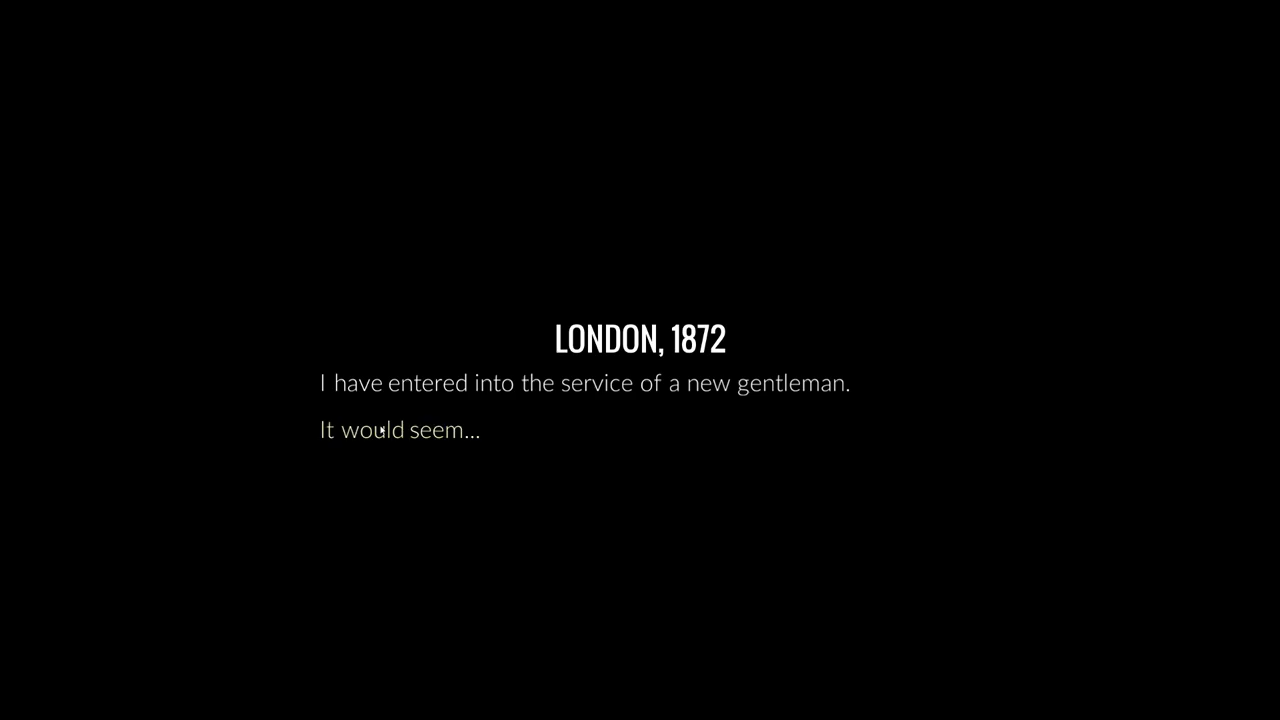 LONDON, 1872
I have entered into the service of a new gentleman.
It would seem...